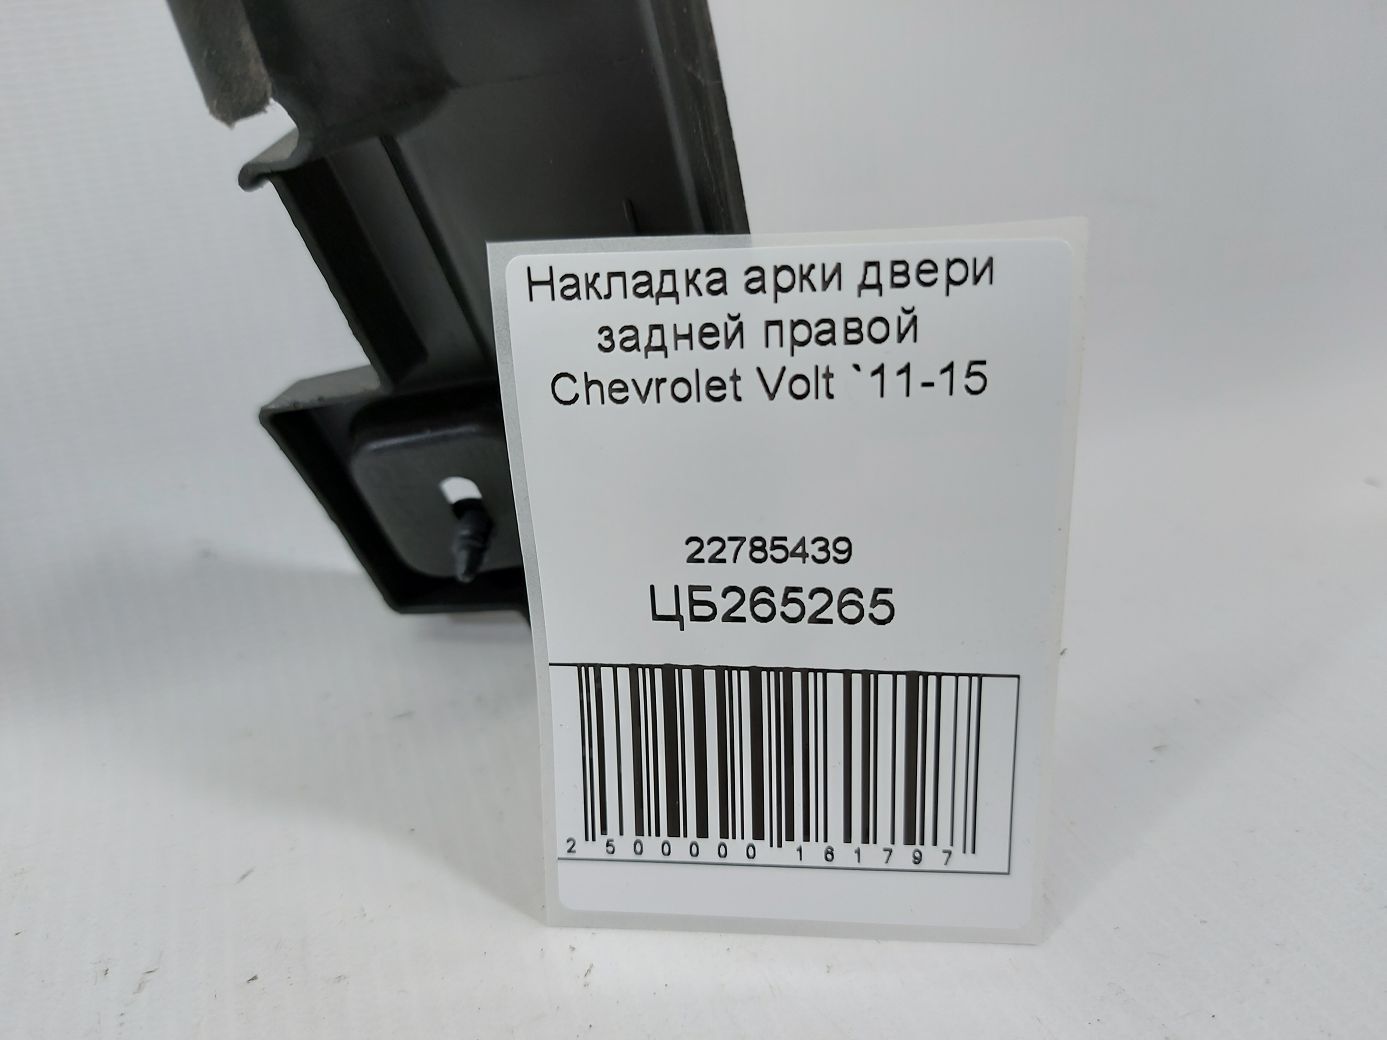 Накладка арки двери
задней правой
Chevrolet Volt `11-15
22785439
ЦБ265265
2 500000 161797